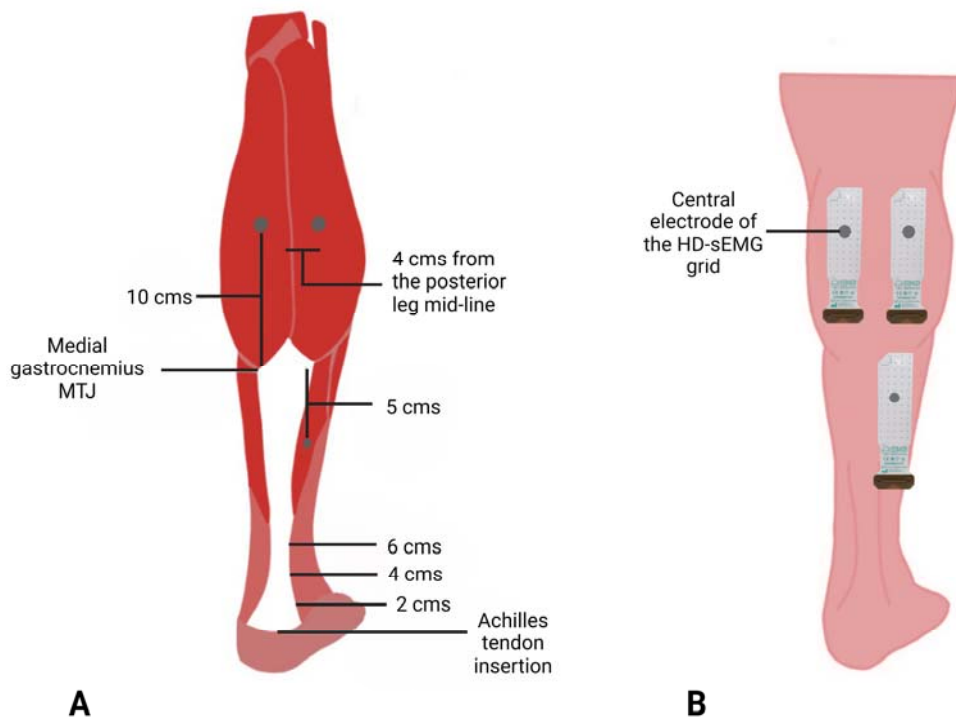 10 cms
4 cms from
the posterior
leg mid-line
Medial
gastrocnemius
MTJ
5 cms
6 cms
4 cms
2 cms
Achilles
tendon
insertion
A
Central
electrode of
the HD-sEMG
grid
B